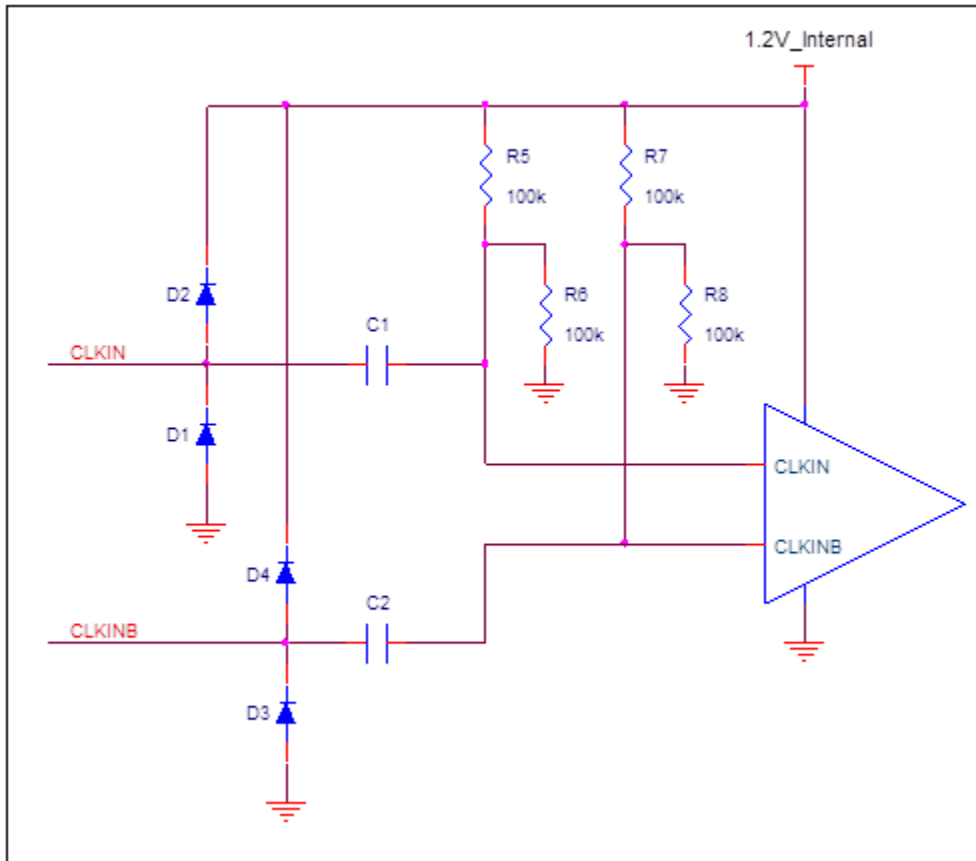 1.2V_Internal
R5
100k
R7
100k
D2
R6
100k
R8
100k
C1
CLKIN
D1
CLKIN
CLKINB
D4
C2
CLKINB
D3